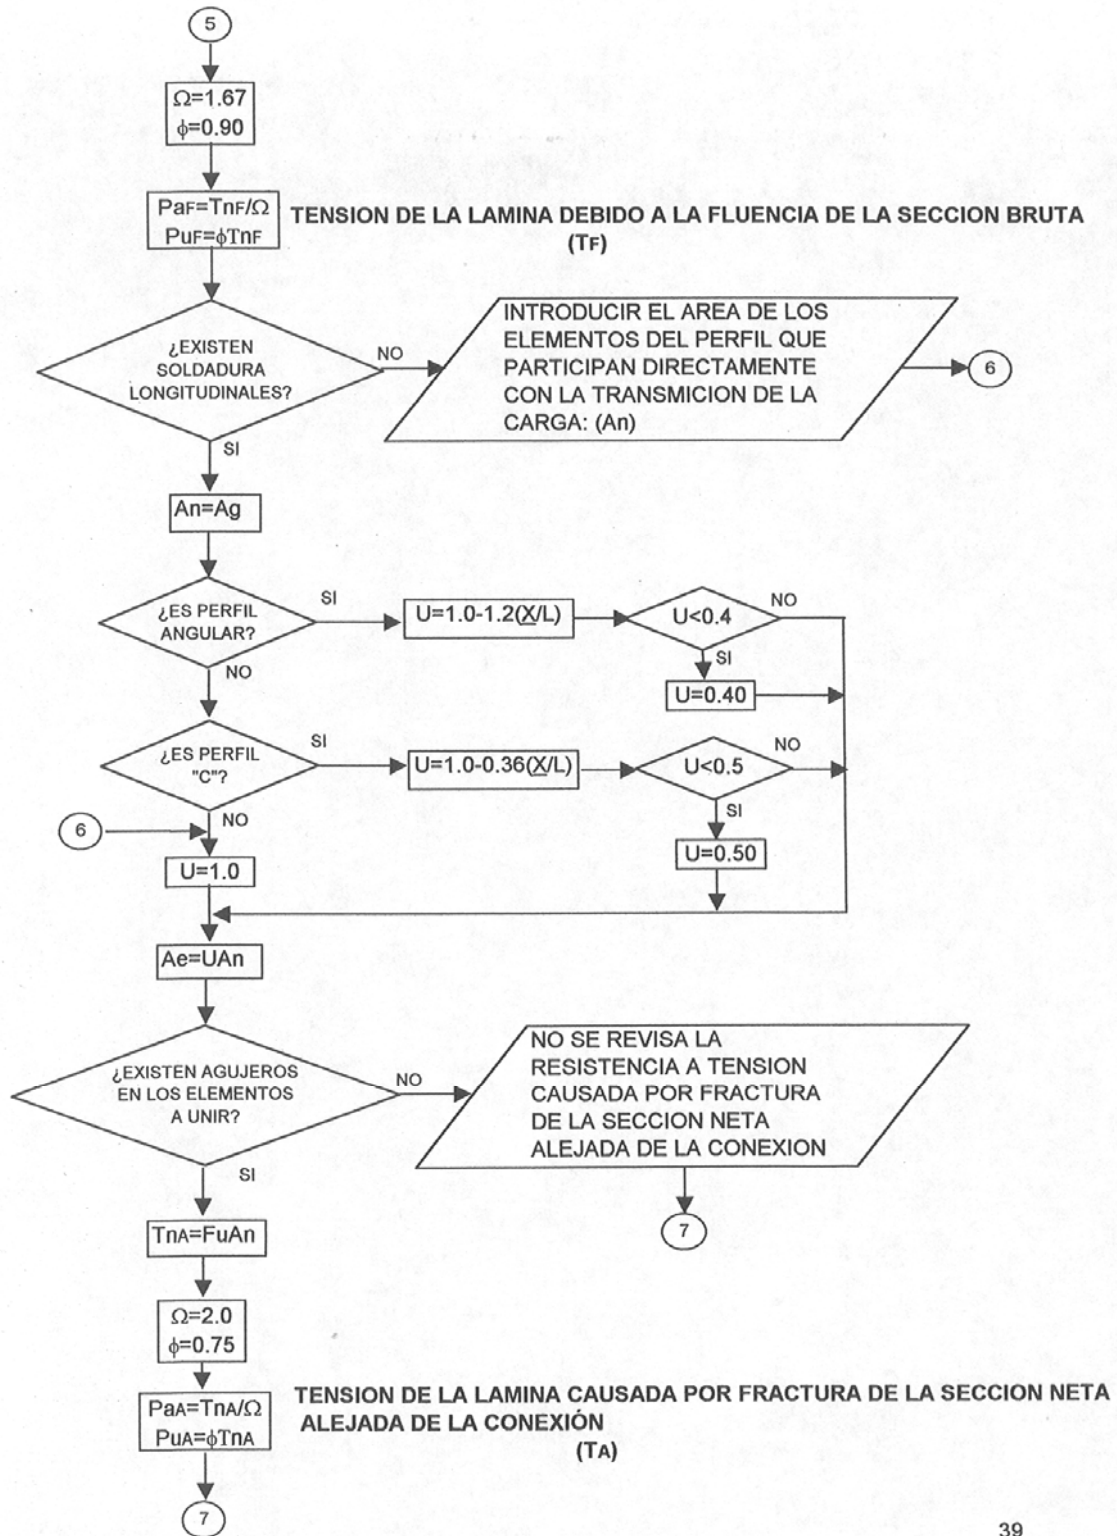 5
Ω=1.67
ϕ=0.90
PaF=TnF/Ω
PuF=ϕTnF
TENSION DE LA LAMINA DEBIDO A LA FLUENCIA DE LA SECCION BRUTA
(TF)
¿EXISTEN
SOLDADURA
LONGITUDINALES?
NO
INTRODUCIR EL AREA DE LOS
ELEMENTOS DEL PERFIL QUE
PARTICIPAN DIRECTAMENTE
CON LA TRANSMICION DE LA
CARGA: (An)
6
SI
An=Ag
¿ES PERFIL
ANGULAR?
SI
U=1.0-1.2(X/L)
U<0.4
NO
SI
U=0.40
NO
¿ES PERFIL
"C"?
SI
U=1.0-0.36(X/L)
U<0.5
NO
SI
U=0.50
NO
6
U=1.0
Ae=UAn
¿EXISTEN AGUJEROS
EN LOS ELEMENTOS
A UNIR?
NO
NO SE REVISA LA
RESISTENCIA A TENSION
CAUSADA POR FRACTURA
DE LA SECCION NETA
ALEJADA DE LA CONEXION
7
SI
TnA=FuAn
Ω=2.0
ϕ=0.75
PaA=TnA/Ω
PuA=ϕTnA
TENSION DE LA LAMINA CAUSADA POR FRACTURA DE LA SECCION NETA
ALEJADA DE LA CONEXIÓN
(TA)
7
39